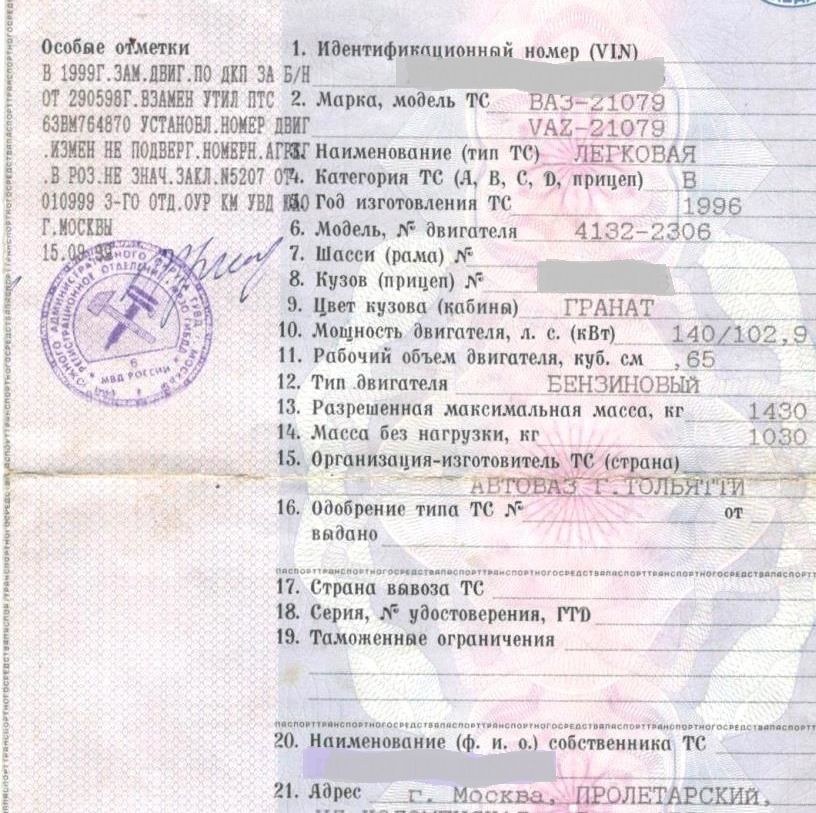 Особые отметки
В 1999Г.ЗАМ.ДВИГ.ПО ДКП ЗА Б/Н
ОТ 290598Г.ВЗАМЕН УТИЛ ПТС
63ВМ764870 УСТАНОВЛ.НОМЕР ДВИГ
.ИЗМЕН НЕ ПОДВЕРГ.НОМЕРН.АГРЕГ
.В РОЗ.НЕ ЗНАЧ.ЗАКЛ.N5207 ОТ
010999 3-ГО ОТД.ОУР КМ УВД ЮАО
Г.МОСКВЫ
15.09.99
МВД РОССИИ
6
1. Идентификационный номер (VIN)
2. Марка, модель ТС ВАЗ-21079
VAZ-21079
3. Наименование (тип ТС) ЛЕГКОВАЯ
4. Категория ТС (А, В, С, D, прицеп) В
5. Год изготовления ТС 1996
6. Модель, № двигателя 4132-2306
7. Шасси (рама) №
8. Кузов (прицеп) №
9. Цвет кузова (кабины) ГРАНАТ
10. Мощность двигателя, л. с. (кВт) 140/102,9
11. Рабочий объем двигателя, куб. см ,65
12. Тип двигателя БЕНЗИНОВЫЙ
13. Разрешенная максимальная масса, кг 1430
14. Масса без нагрузки, кг 1030
15. Организация-изготовитель ТС (страна)
АВТОВАЗ Г.ТОЛЬЯТТИ
16. Одобрение типа ТС № от
выдано
17. Страна вывоза ТС
18. Серия, № удостоверения, ГТD
19. Таможенные ограничения
20. Наименование (ф. и. о.) собственника ТС
21. Адрес г. Москва, ПРОЛЕТАРСКИЙ,